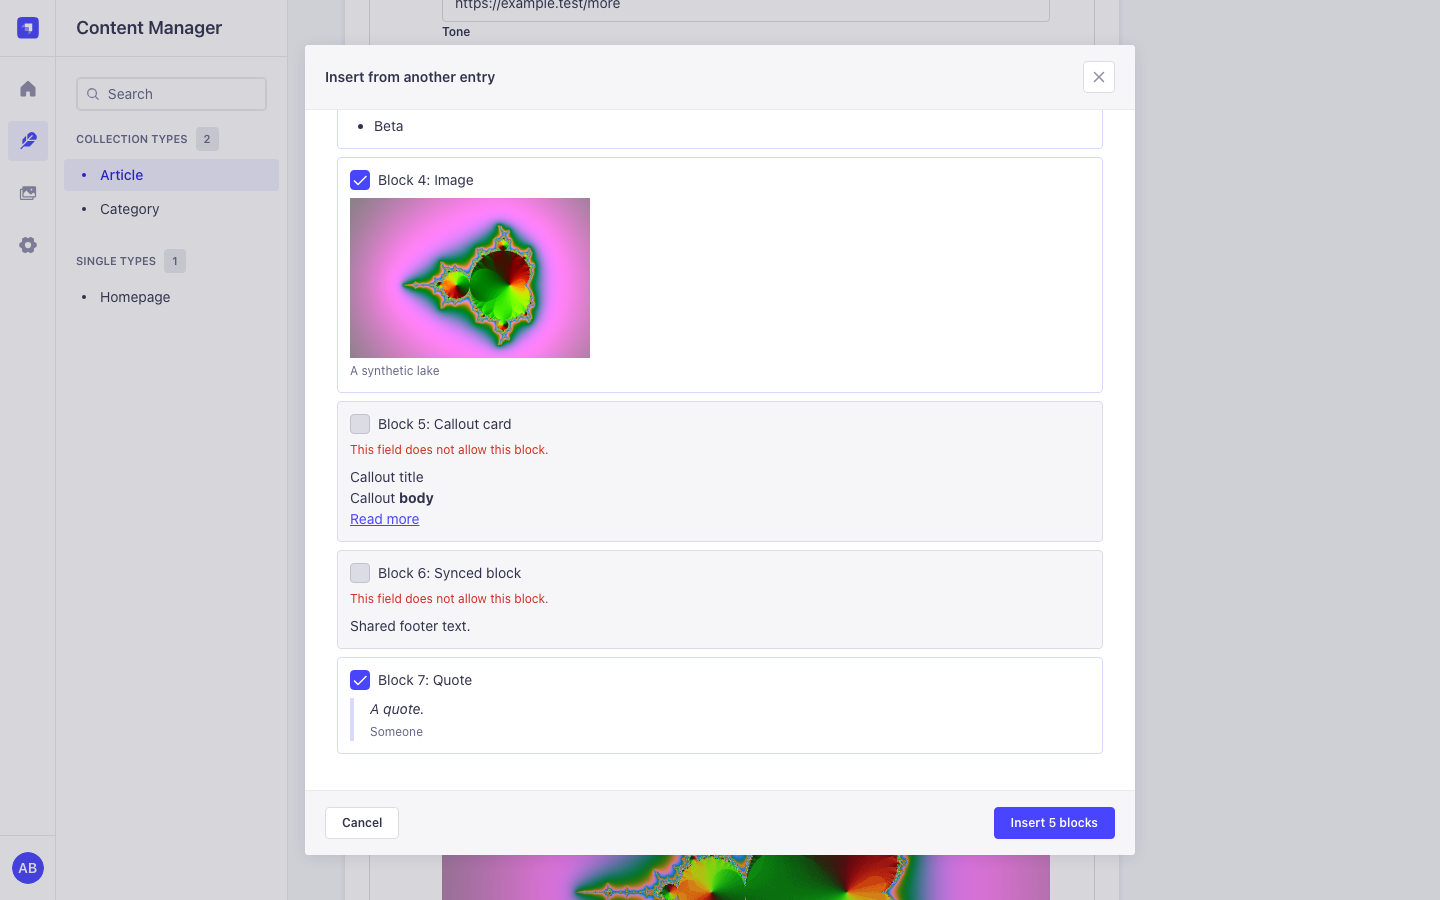 Content Manager
Search
COLLECTION TYPES 2
Article
Category
SINGLE TYPES 1
Homepage
AB
https://example.test/more
Tone
Insert from another entry
Beta
Block 4: Image
A synthetic lake
Block 5: Callout card
This field does not allow this block.
Callout title
Callout body
Read more
Block 6: Synced block
This field does not allow this block.
Shared footer text.
Block 7: Quote
A quote.
Someone
Cancel
Insert 5 blocks